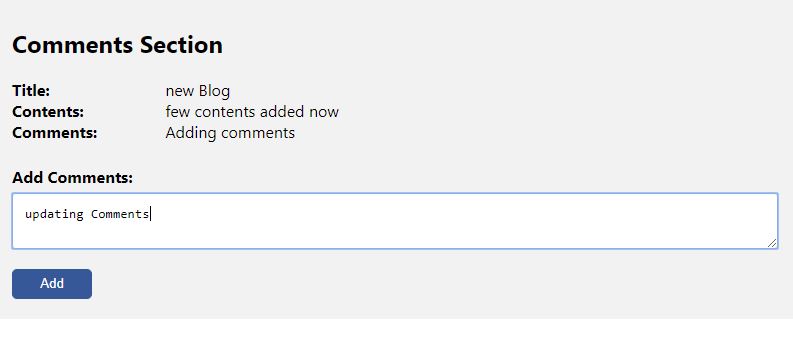 Comments Section
Title: new Blog
Contents: few contents added now
Comments: Adding comments
Add Comments:
updating Comments
Add